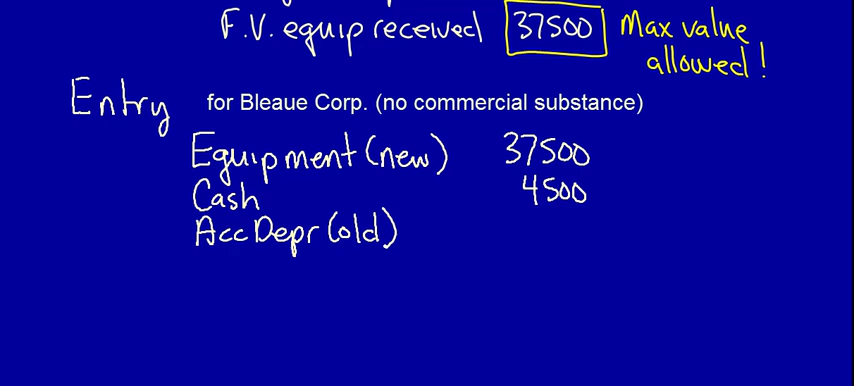 F.V. equip received 37500 Max value
allowed!
Entry for Bleaue Corp. (no commercial substance)
Equipment (new) 37500
Cash 4500
Acc Depr (old)